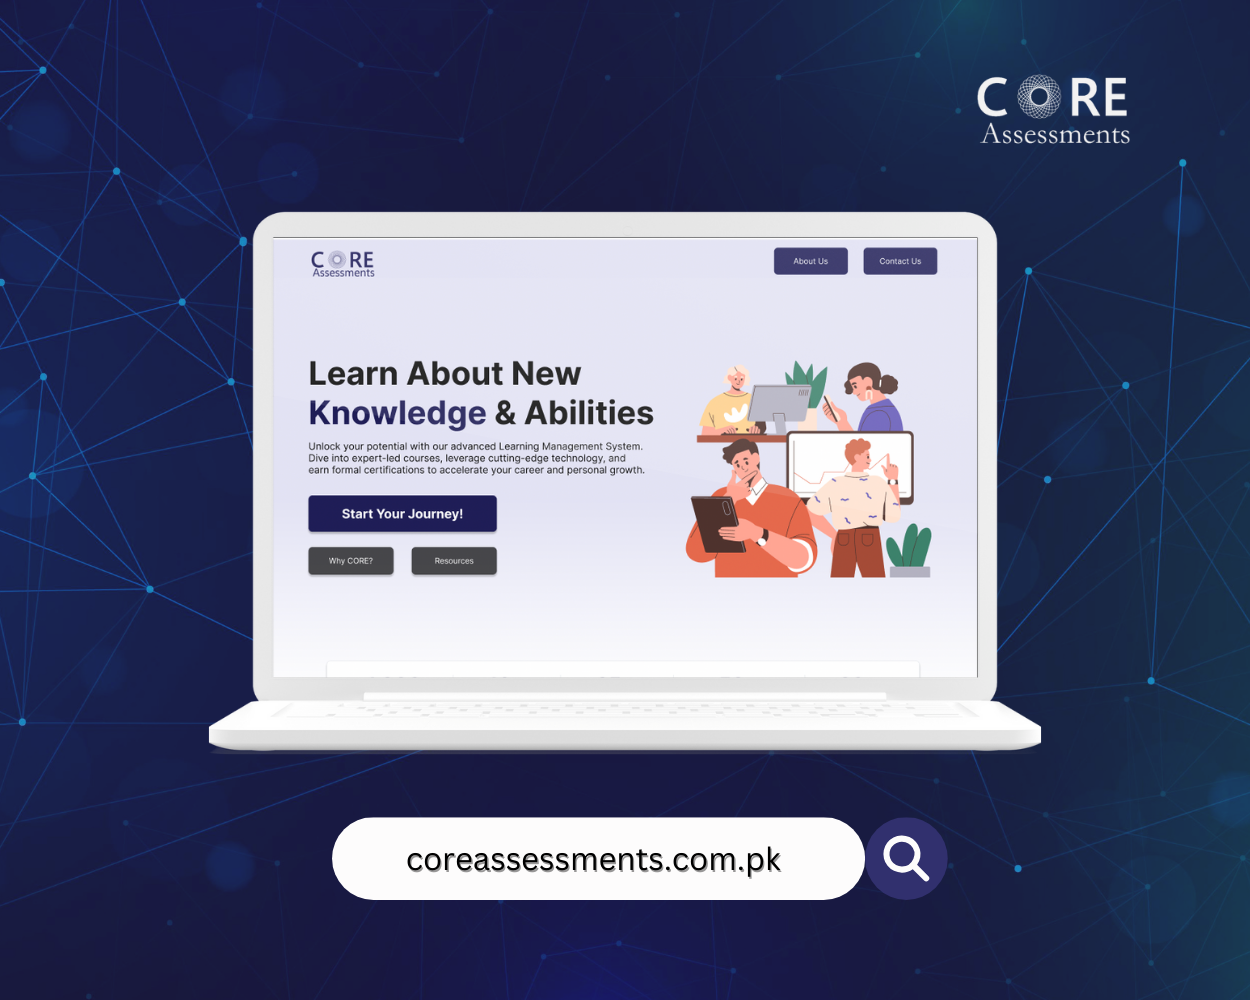 CORE
Assessments
CORE
Assessments
About Us
Contact Us
Learn About New
Knowledge & Abilities
Unlock your potential with our advanced Learning Management System.
Dive into expert-led courses, leverage cutting-edge technology, and
earn formal certifications to accelerate your career and personal growth.
Start Your Journey!
Why CORE?
Resources
coreassessments.com.pk